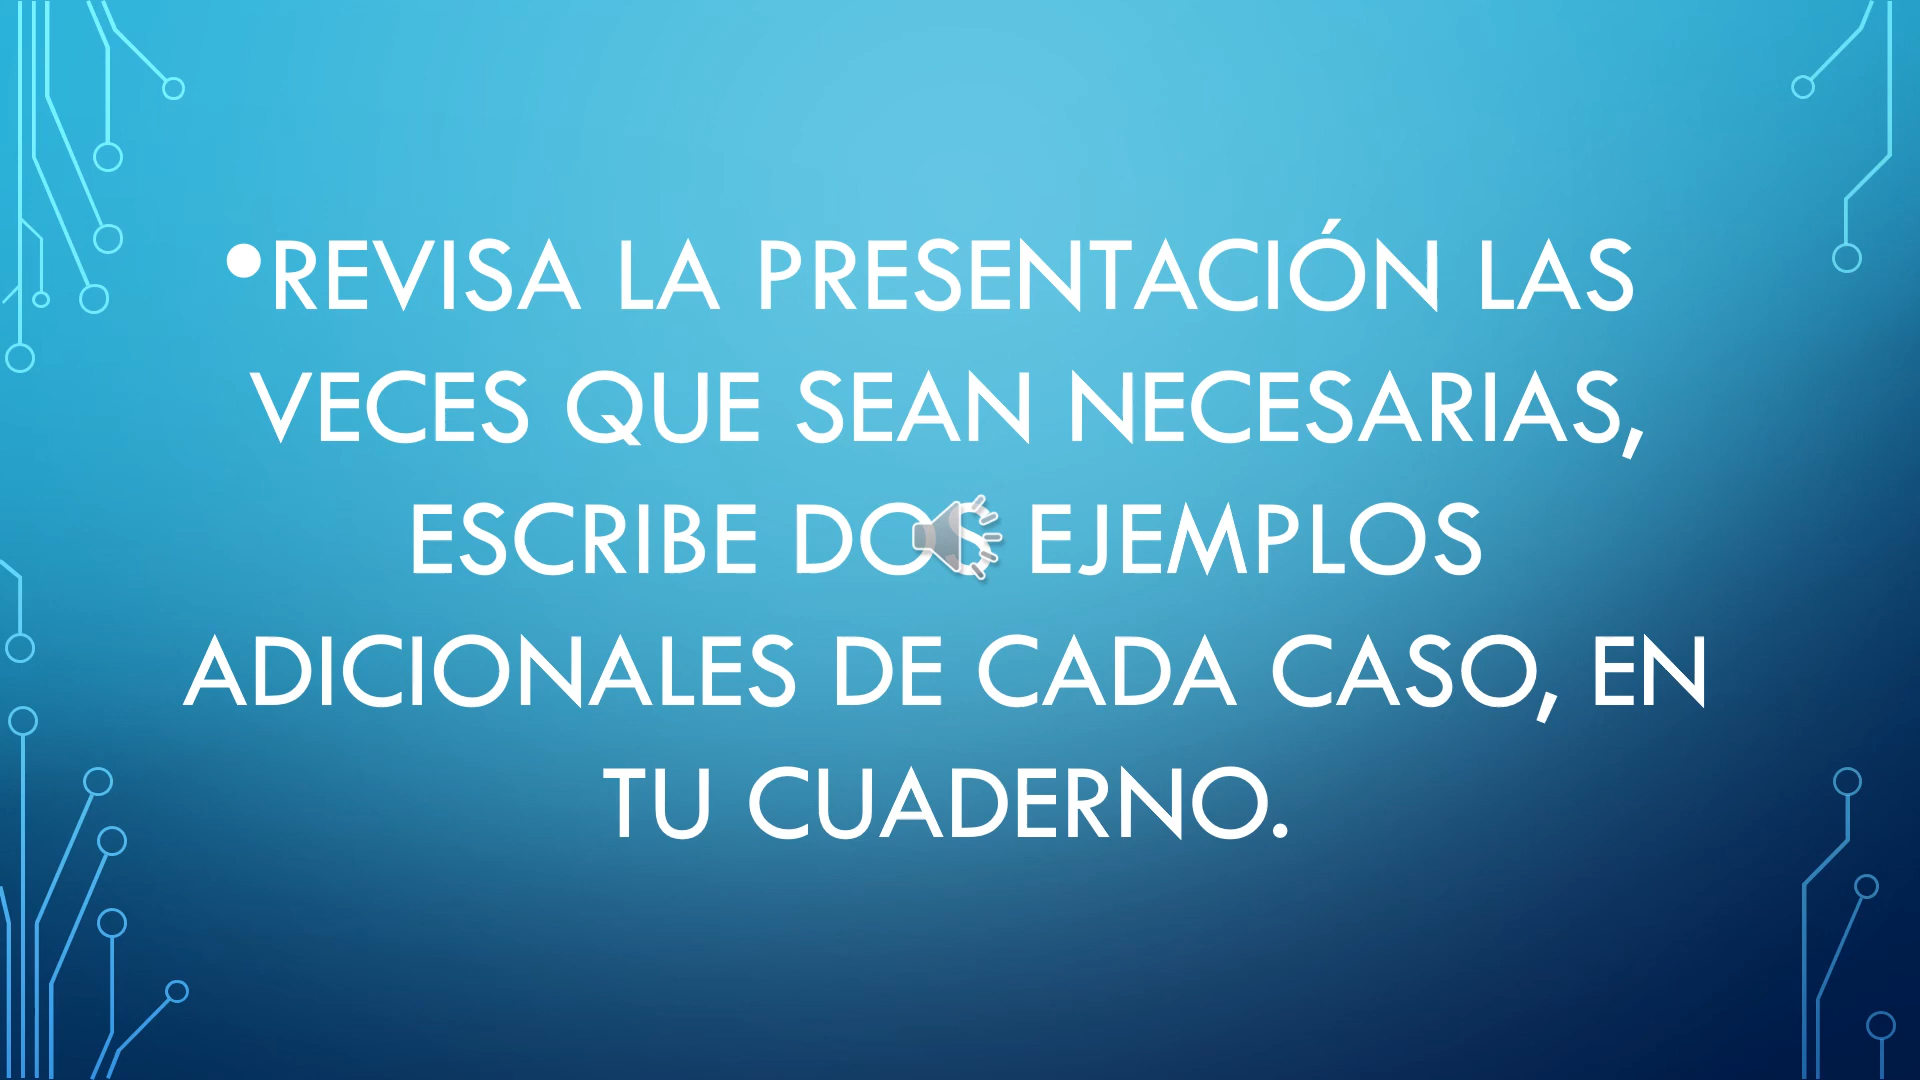 •REVISA LA PRESENTACIÓN LAS
VECES QUE SEAN NECESARIAS,
ESCRIBE DOS EJEMPLOS
ADICIONALES DE CADA CASO, EN
TU CUADERNO.